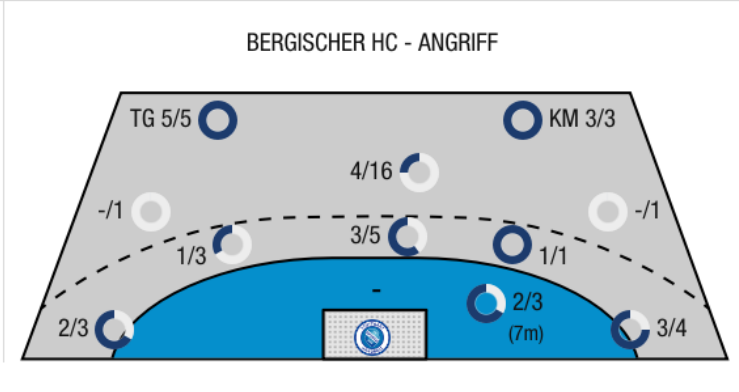 BERGISCHER HC - ANGRIFF
TG 5/5
KM 3/3
4/16
-/1
-/1
1/3
3/5
1/1
-
2/3
(7m)
2/3
3/4